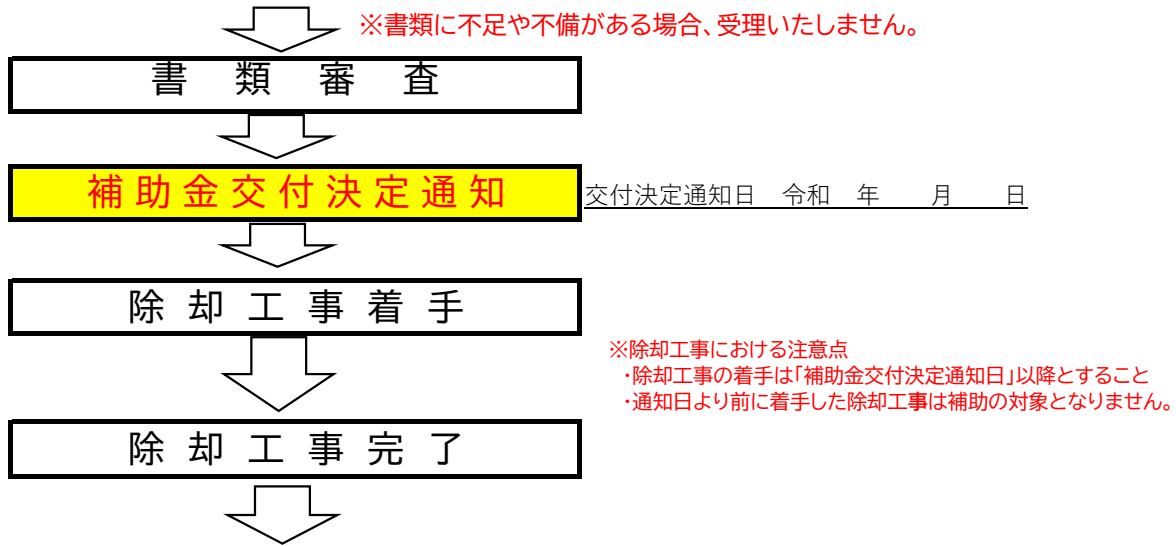 ※書類に不足や不備がある場合、受理いたしません。
書類審査
補助金交付決定通知
交付決定通知日　令和　年　　月　　日
除却工事着手
※除却工事における注意点
・除却工事の着手は「補助金交付決定通知日」以降とすること
・通知日より前に着手した除却工事は補助の対象となりません。
除却工事完了